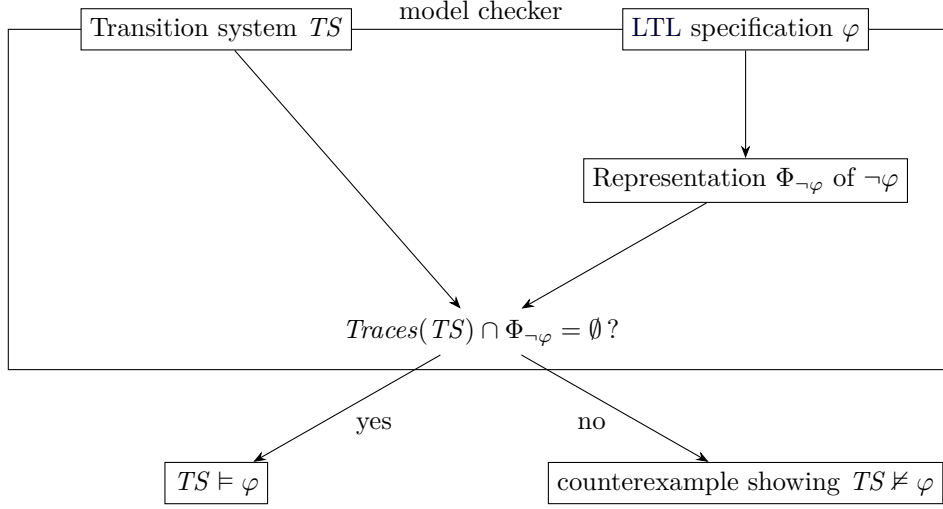 model checker
Transition system TS
LTL specification φ
Representation Φ¬φ of ¬φ
Traces(TS) ∩ Φ¬φ = ∅ ?
yes
no
TS ⊨ φ
counterexample showing TS ⊭ φ